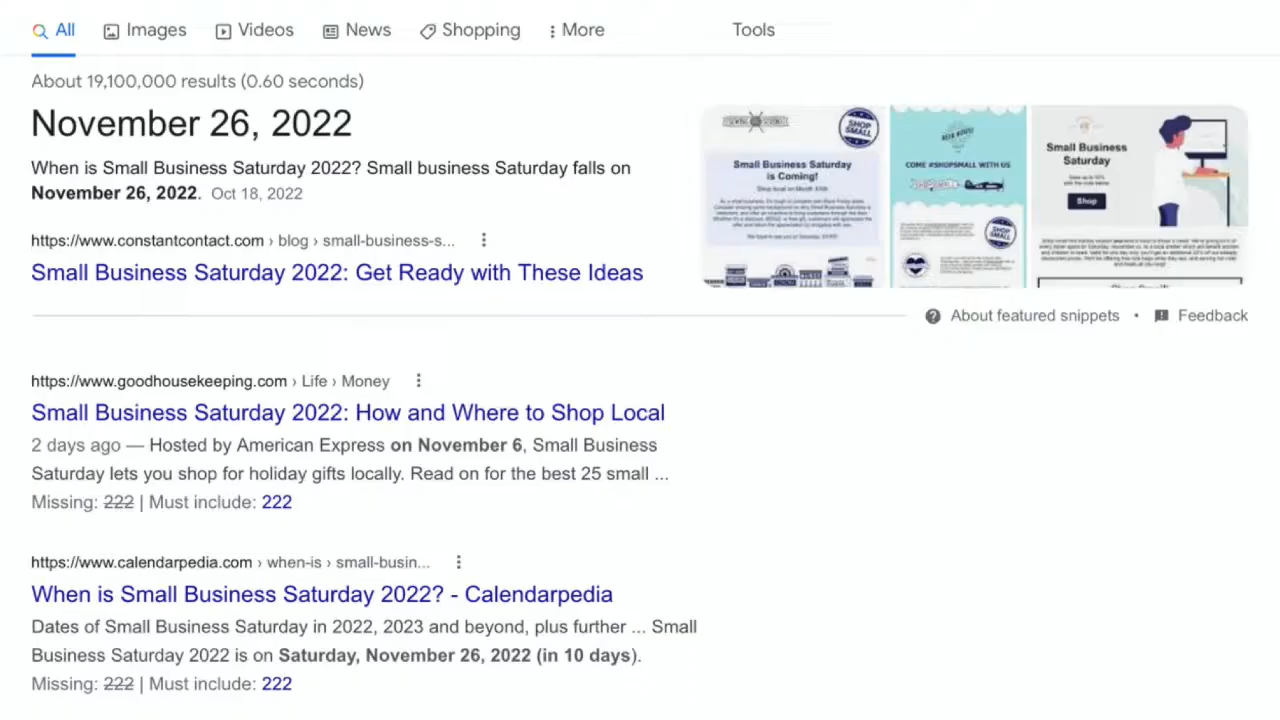 All Images Videos News Shopping More Tools
About 19,100,000 results (0.60 seconds)
November 26, 2022
When is Small Business Saturday 2022? Small business Saturday falls on
November 26, 2022. Oct 18, 2022
https://www.constantcontact.com › blog › small-business-s...
Small Business Saturday 2022: Get Ready with These Ideas
SHOP
SMALL
Small Business Saturday
is Coming!
COME #SHOPSMALL WITH US
SHOP SMALL
SHOP
SMALL
Small Business
Saturday
Shop
About featured snippets • Feedback
https://www.goodhousekeeping.com › Life › Money
Small Business Saturday 2022: How and Where to Shop Local
2 days ago — Hosted by American Express on November 6, Small Business
Saturday lets you shop for holiday gifts locally. Read on for the best 25 small ...
Missing: 222 | Must include: 222
https://www.calendarpedia.com › when-is › small-busin...
When is Small Business Saturday 2022? - Calendarpedia
Dates of Small Business Saturday in 2022, 2023 and beyond, plus further ... Small
Business Saturday 2022 is on Saturday, November 26, 2022 (in 10 days).
Missing: 222 | Must include: 222